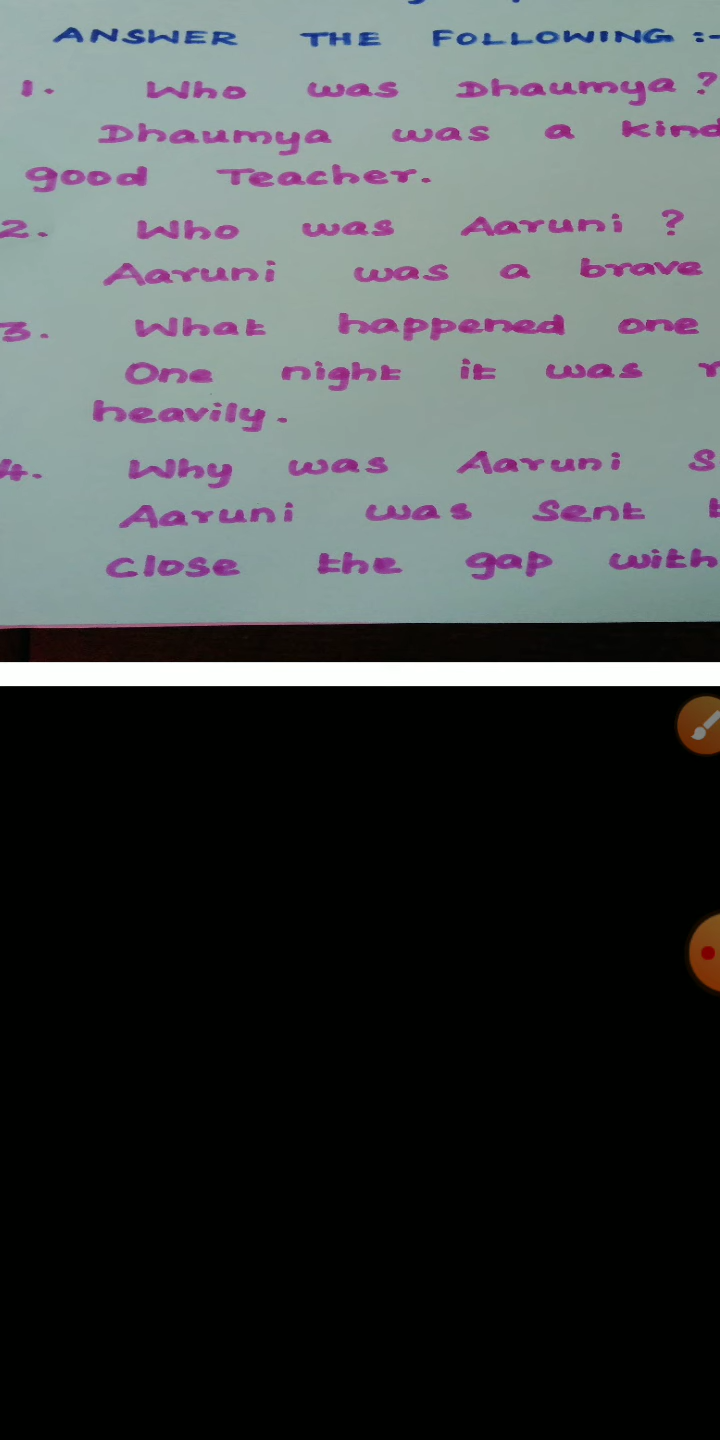 ANSWER THE FOLLOWING :-
1. Who was Dhaumya?
Dhaumya was a kind
good Teacher.
2. Who was Aaruni ?
Aaruni was a brave
3. What happened one
One night it was
heavily.
4. Why was Aaruni
Aaruni was sent
close the gap with